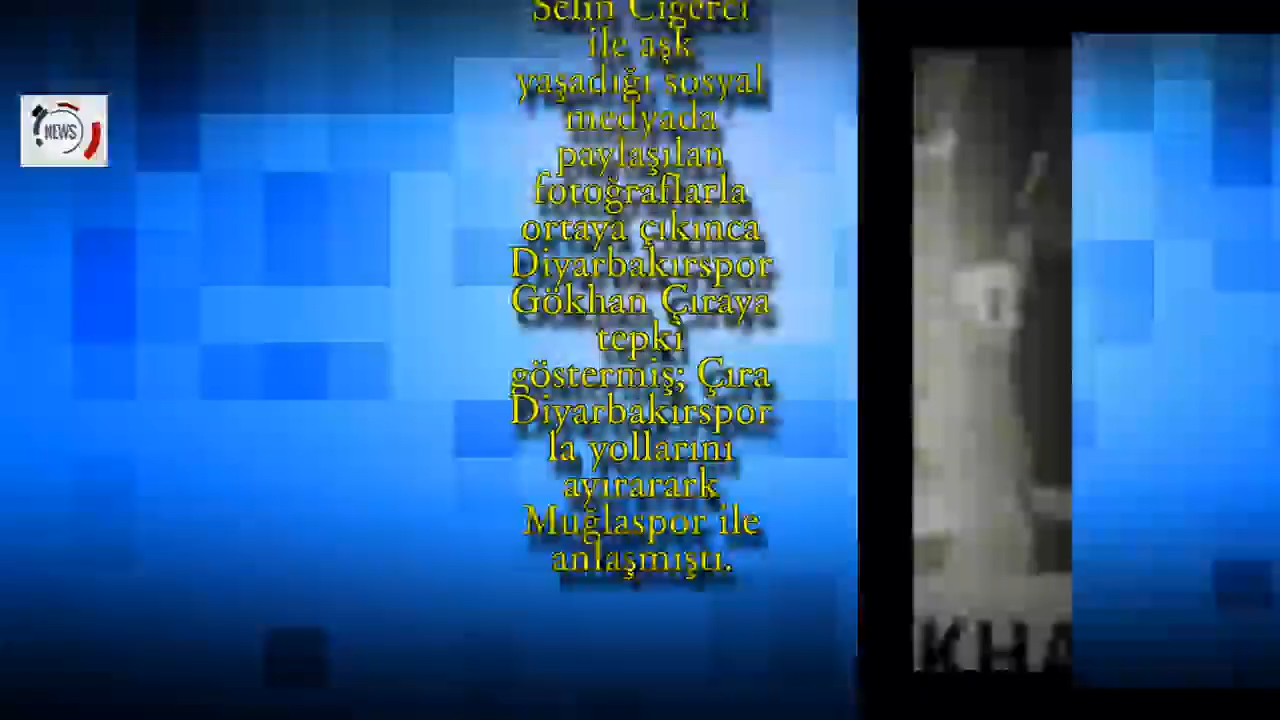 NEWS
Selin Ciğerci
ile aşk
yaşadığı sosyal
medyada
paylaşılan
fotoğraflarla
ortaya çıkınca
Diyarbakırspor
Gökhan Çıraya
tepki
göstermiş; Çıra
Diyarbakırspor
la yollarını
ayırarark
Muğlaspor ile
anlaşmıştı.
KHA